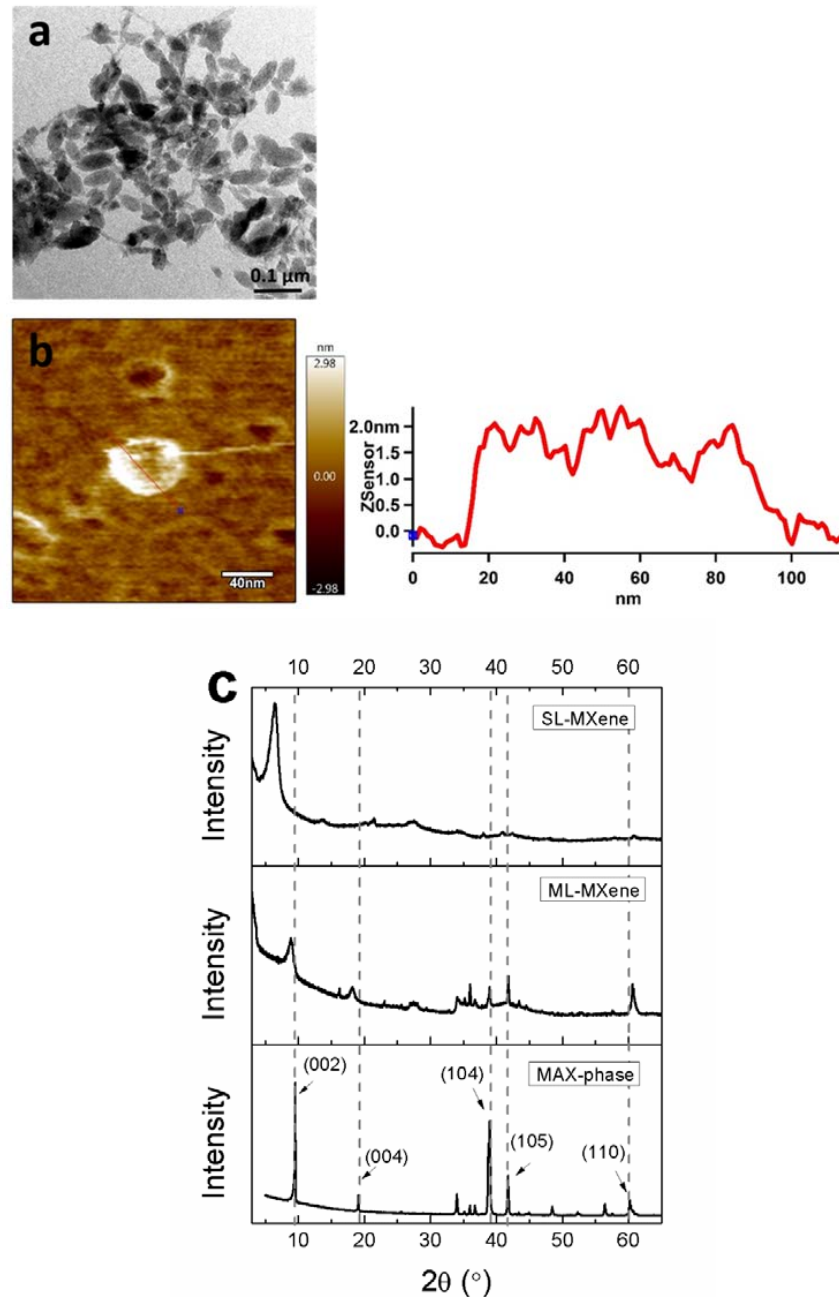 a
0.1 µm
b
40nm
nm
2.98
0.00
-2.98
ZSensor
2.0nm
1.5
1.0
0.5
0.0
0 20 40 60 80 100
nm
c
10 20 30 40 50 60
Intensity
SL-MXene
Intensity
ML-MXene
Intensity
MAX-phase
(002)
(004)
(104)
(105)
(110)
10 20 30 40 50 60
2θ (°)